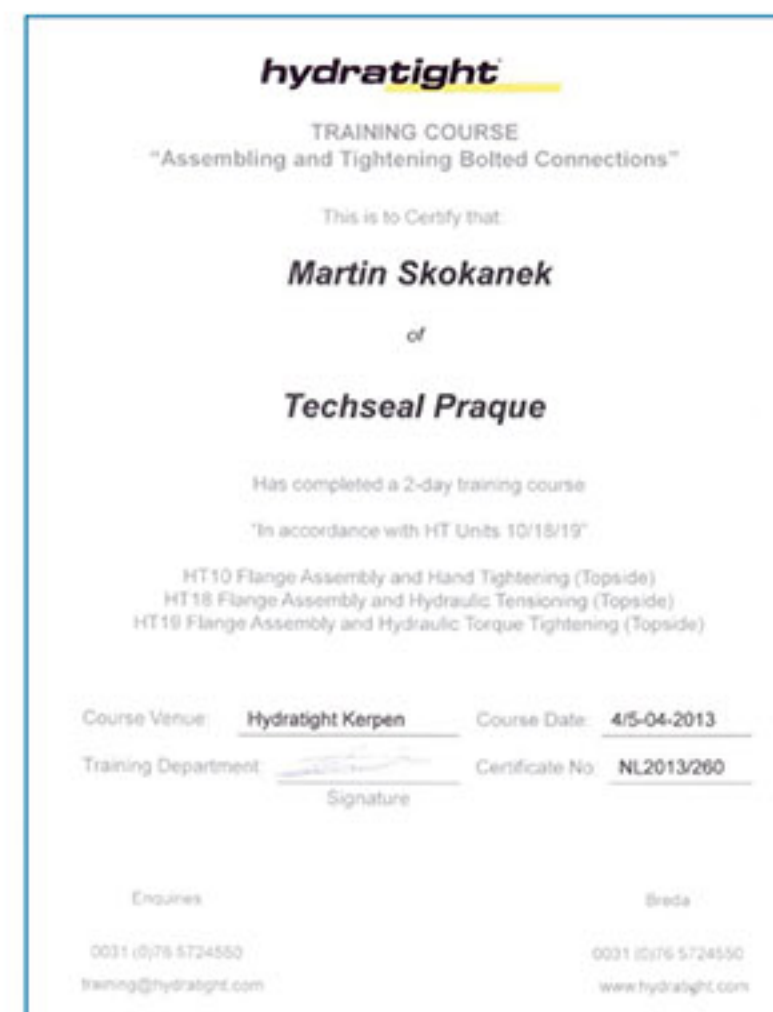 hydratight
TRAINING COURSE
"Assembling and Tightening Bolted Connections"
This is to Certify that:
Martin Skokanek
of
Techseal Praque
Has completed a 2-day training course
"In accordance with HT Units 10/18/19"
HT10 Flange Assembly and Hand Tightening (Topside)
HT18 Flange Assembly and Hydraulic Tensioning (Topside)
HT19 Flange Assembly and Hydraulic Torque Tightening (Topside)
Course Venue: Hydratight Kerpen Course Date: 4/5-04-2013
Training Department: Certificate No: NL2013/260
Signature
Enquiries Breda
0031 (0)76 5724550 0031 (0)76 5724550
training@hydratight.com www.hydratight.com